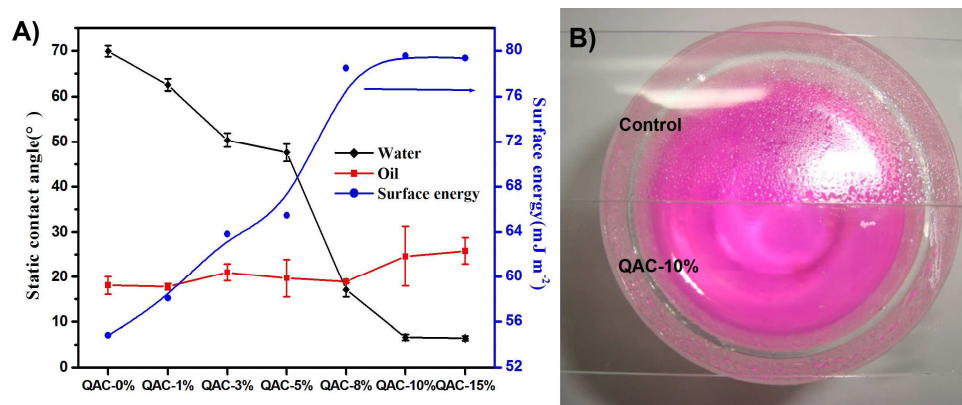 A)
Static contact angle(°)
70
60
50
40
30
20
10
0
Water
Oil
Surface energy
80
76
72
68
64
60
56
52
Surface energy(mJ m⁻²)
QAC-0% QAC-1% QAC-3% QAC-5% QAC-8% QAC-10% QAC-15%
B)
Control
QAC-10%